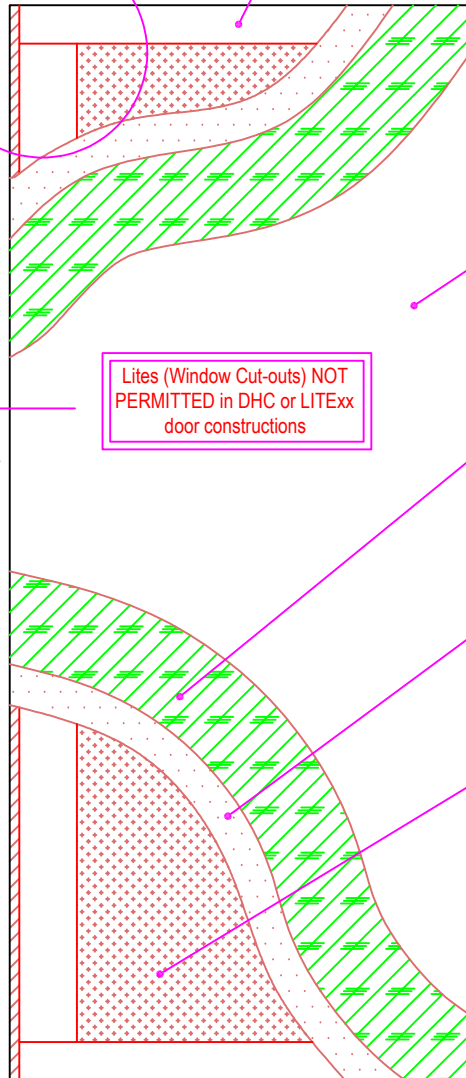 Lites (Window Cut-outs) NOT
PERMITTED in DHC or LITExx
door constructions